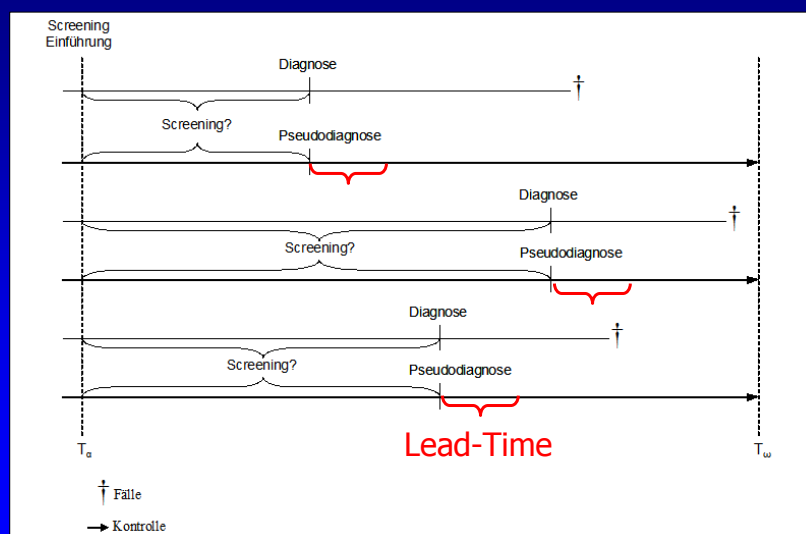 Screening
Einführung
Diagnose
†
Screening?
Pseudodiagnose
Diagnose
†
Screening?
Pseudodiagnose
Diagnose
†
Screening?
Pseudodiagnose
Lead-Time
Tα
Tω
† Fälle
Kontrolle